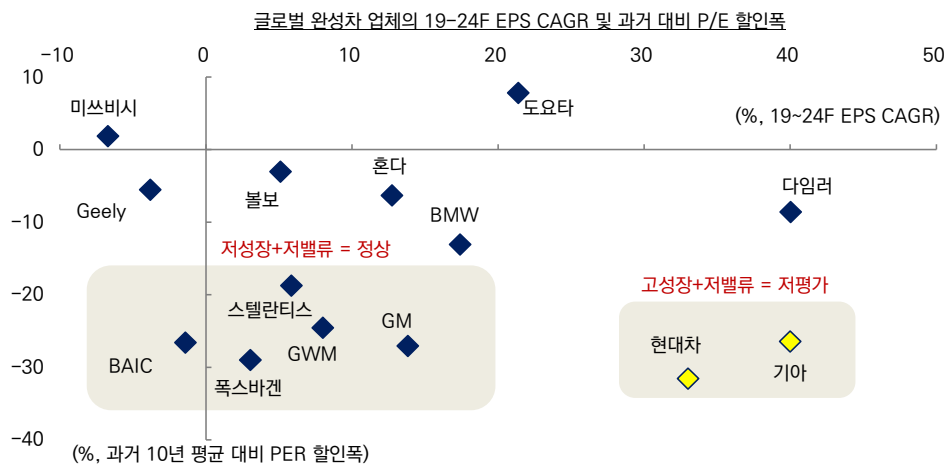 글로벌 완성차 업체의 19-24F EPS CAGR 및 과거 대비 P/E 할인폭
-10 0 10 20 30 40 50
10
미쓰비시
도요타
(%, 19~24F EPS CAGR)
0
혼다
다임러
볼보
Geely
BMW
-10
저성장+저밸류 = 정상
고성장+저밸류 = 저평가
-20
스텔란티스
GM
현대차
GWM
BAIC
기아
-30
폭스바겐
-40
(%, 과거 10년 평균 대비 PER 할인폭)